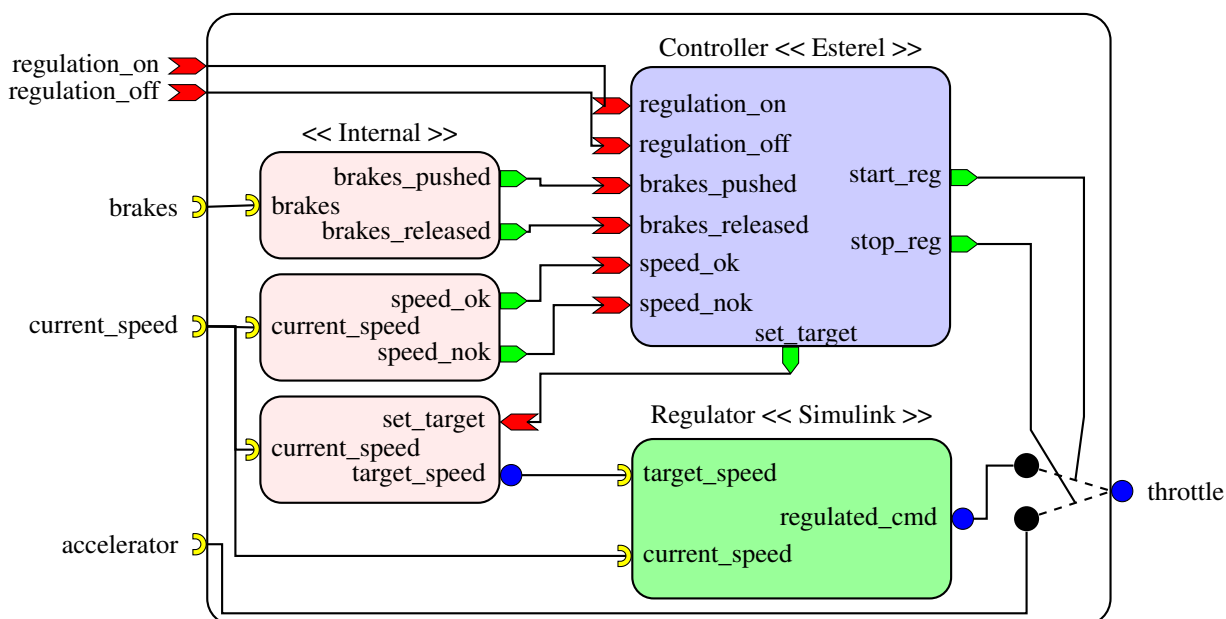 Controller << Esterel >>
regulation_on
regulation_off
regulation_on
regulation_off
brakes_pushed
brakes_released
speed_ok
speed_nok
start_reg
stop_reg
set_target
<< Internal >>
brakes_pushed
brakes
brakes_released
brakes
speed_ok
current_speed
speed_nok
current_speed
set_target
current_speed
target_speed
Regulator << Simulink >>
target_speed
regulated_cmd
current_speed
throttle
accelerator